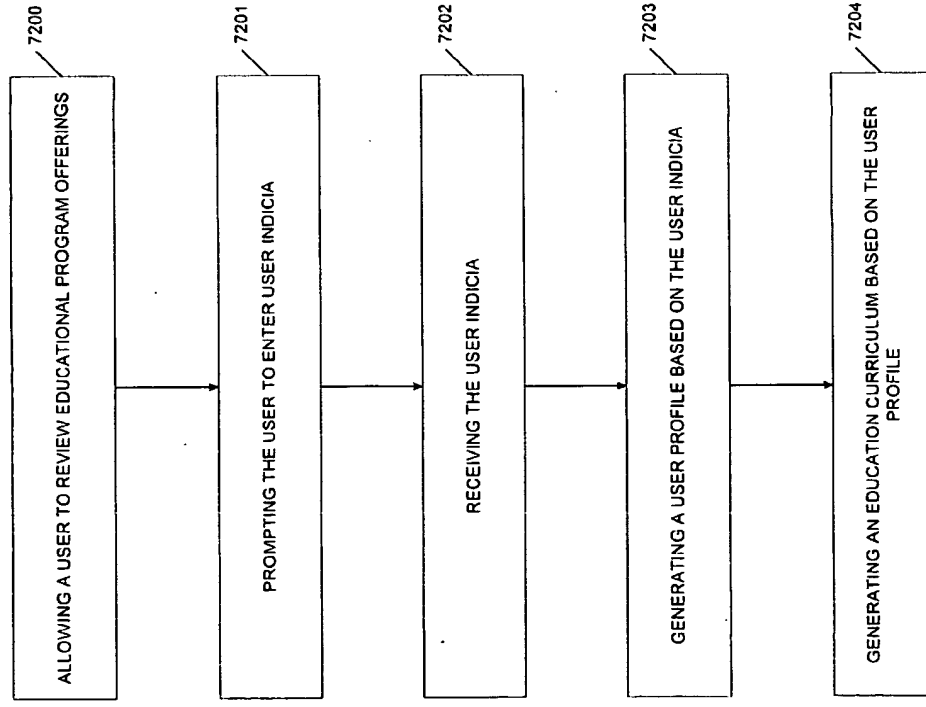 7200
ALLOWING A USER TO REVIEW EDUCATIONAL PROGRAM OFFERINGS
7201
PROMPTING THE USER TO ENTER USER INDICIA
7202
RECEIVING THE USER INDICIA
7203
GENERATING A USER PROFILE BASED ON THE USER INDICIA
7204
GENERATING AN EDUCATION CURRICULUM BASED ON THE USER
PROFILE